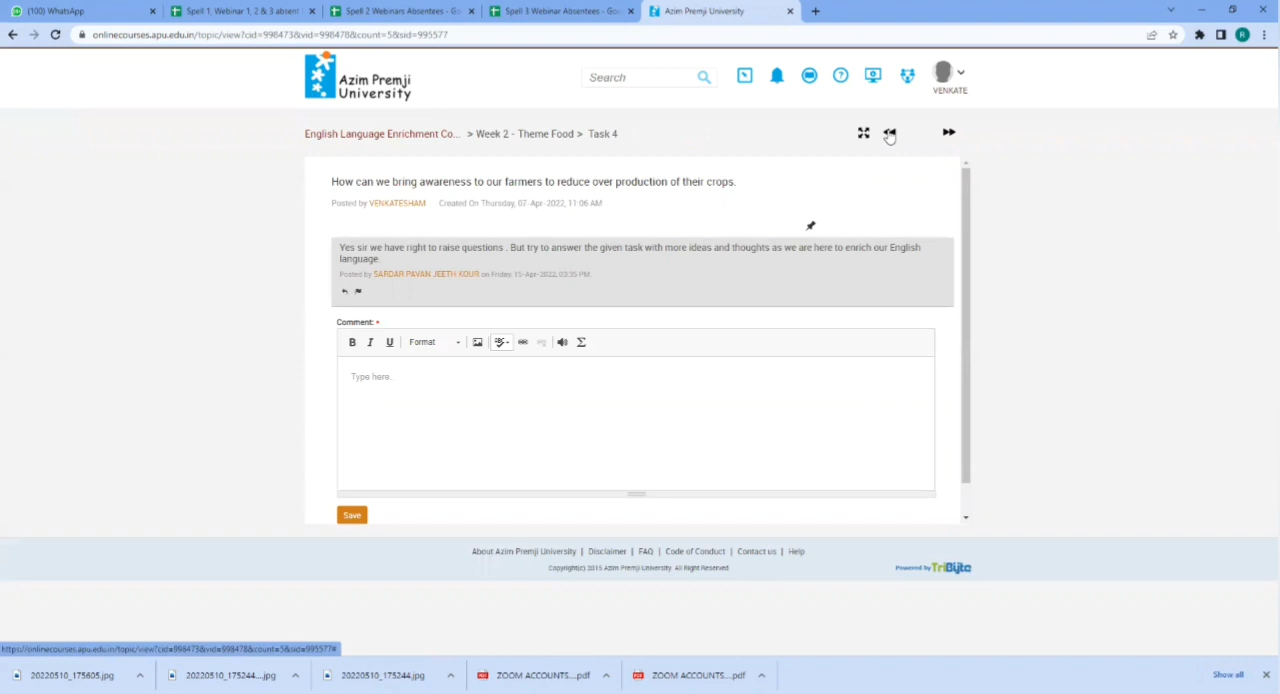 (100) WhatsApp
Spell 1, Webinar 1, 2 & 3 absent
Spell 2 Webinars Absentees - Go
Spell 3 Webinar Absentees - Goo
Azim Premji University
onlinecourses.apu.edu.in/topic/view?cid=998473&vid=998478&count=5&sid=995577
R
Azim Premji
University
Search
VENKATE
English Language Enrichment Co... > Week 2 - Theme Food > Task 4
How can we bring awareness to our farmers to reduce over production of their crops.
Posted by VENKATESHAM Created On Thursday, 07-Apr-2022, 11:06 AM
Yes sir we have right to raise questions . But try to answer the given task with more ideas and thoughts as we are here to enrich our English
language.
Posted by SARDAR PAVAN JEETH KOUR on Friday, 15-Apr-2022, 03:35 PM.
Comment: *
B I U Format ABC Σ
Type here.
Save
About Azim Premji University | Disclaimer | FAQ | Code of Conduct | Contact us | Help
Copyright(c) 2015 Azim Premji University. All Right Reserved
Powered by TriByte
https://onlinecourses.apu.edu.in/topic/view?cid=998473&vid=998478&count=5&sid=995577#
20220510_175605.jpg
20220510_175244....jpg
20220510_175244.jpg
ZOOM ACCOUNTS....pdf
ZOOM ACCOUNTS....pdf
Show all